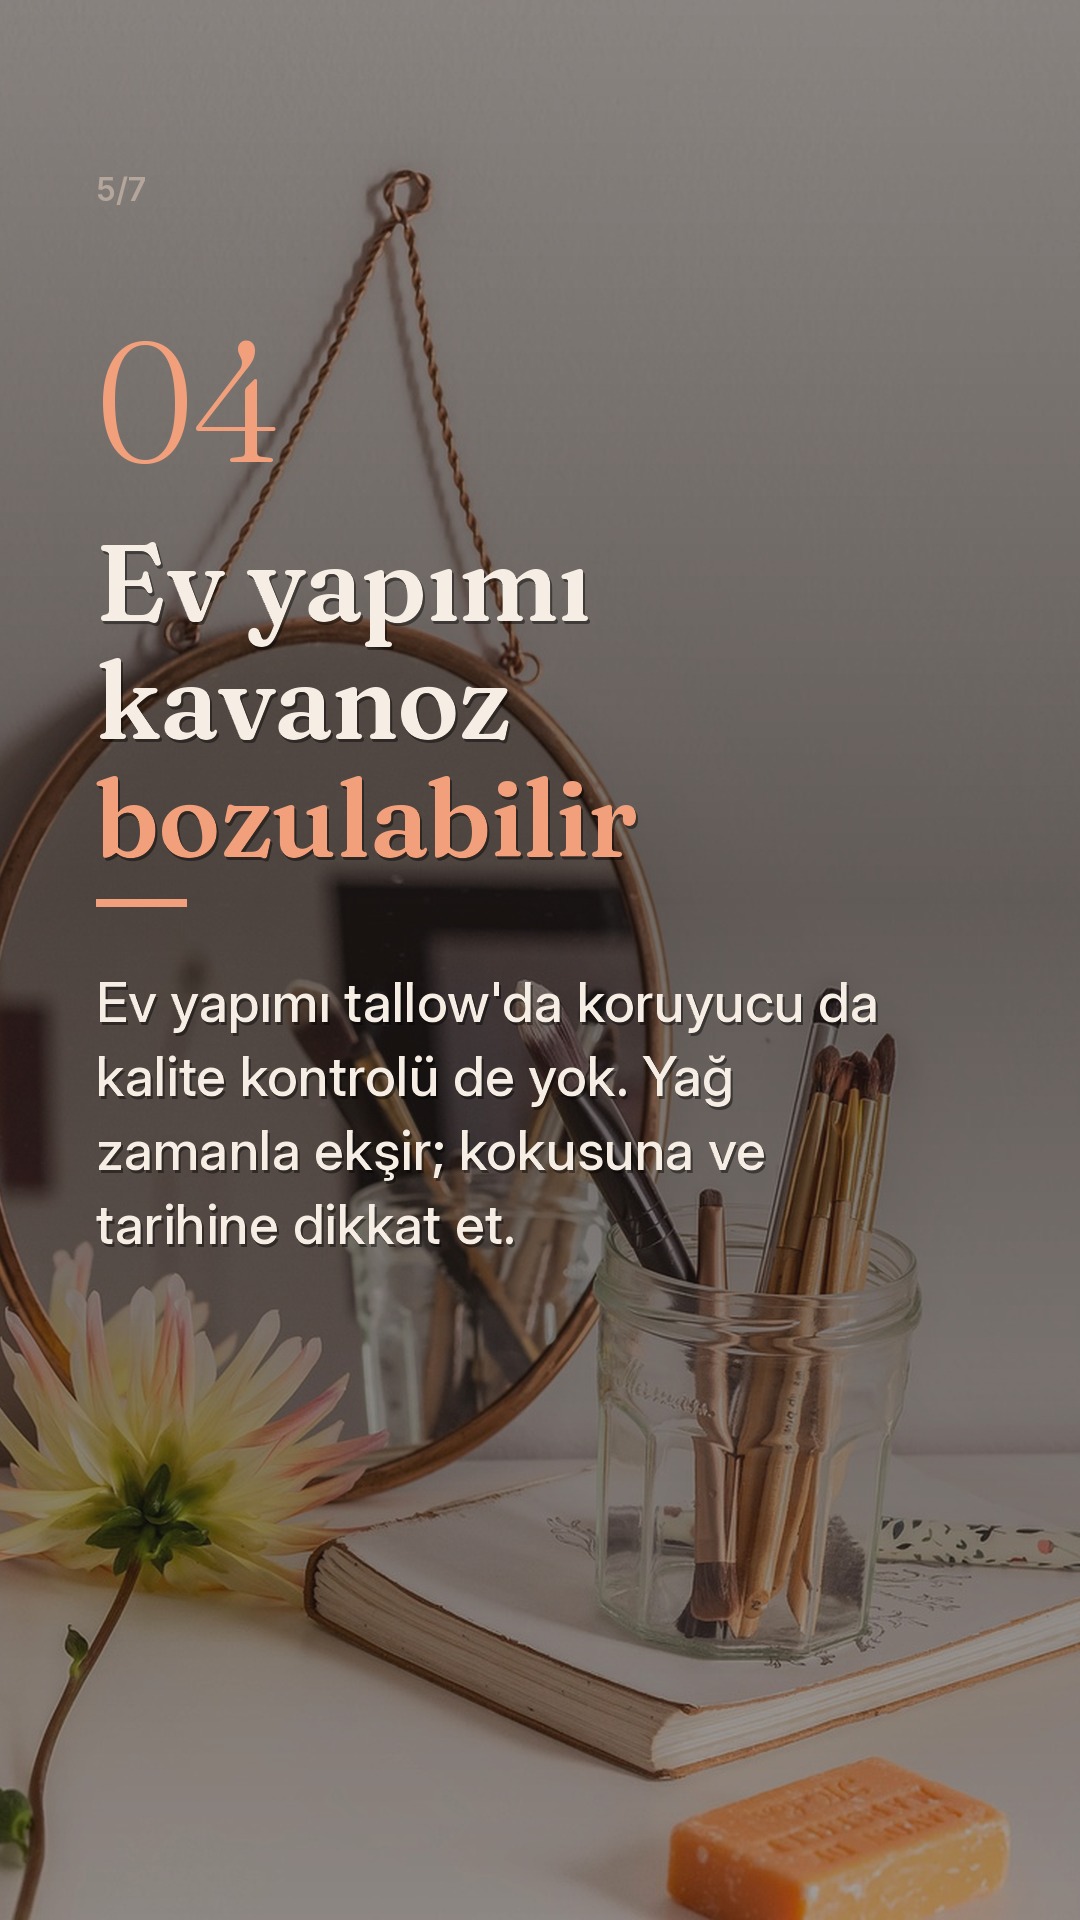 5/7
04
Ev yapımı
kavanoz
bozulabilir
Ev yapımı tallow'da koruyucu da
kalite kontrolü de yok. Yağ
zamanla ekşir; kokusuna ve
tarihine dikkat et.